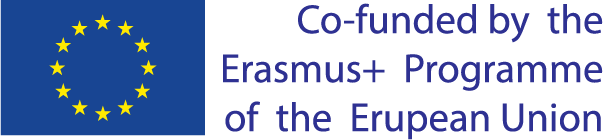 Co-funded by the
Erasmus+ Programme
of the Erupean Union